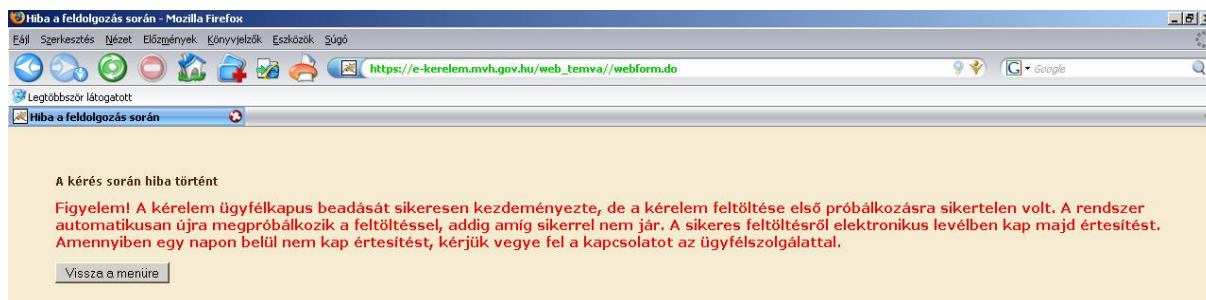 Hiba a feldolgozás során - Mozilla Firefox
Fájl Szerkesztés Nézet Előzmények Könyvjelzők Eszközök Súgó
https://e-kerelem.mvh.gov.hu/web_temva//webform.do
G Google
Legtöbbször látogatott
Hiba a feldolgozás során
A kérés során hiba történt
Figyelem! A kérelem ügyfélkapus beadását sikeresen kezdeményezte, de a kérelem feltöltése első próbálkozásra sikertelen volt. A rendszer
automatikusan újra megpróbálkozik a feltöltéssel, addig amíg sikerrel nem jár. A sikeres feltöltésről elektronikus levélben kap majd értesítést.
Amennyiben egy napon belül nem kap értesítést, kérjük vegye fel a kapcsolatot az ügyfélszolgálattal.
Vissza a menüre